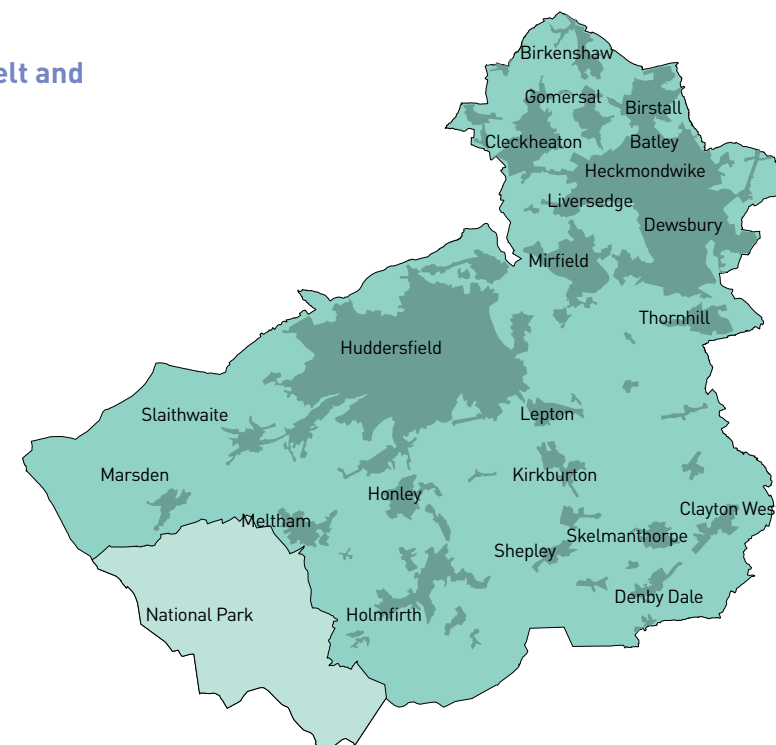 elt and
Birkenshaw
Gomersal
Birstall
Cleckheaton
Batley
Heckmondwike
Liversedge
Dewsbury
Mirfield
Thornhill
Huddersfield
Slaithwaite
Lepton
Marsden
Kirkburton
Honley
Clayton Wes
Meltham
Skelmanthorpe
Shepley
Denby Dale
National Park
Holmfirth